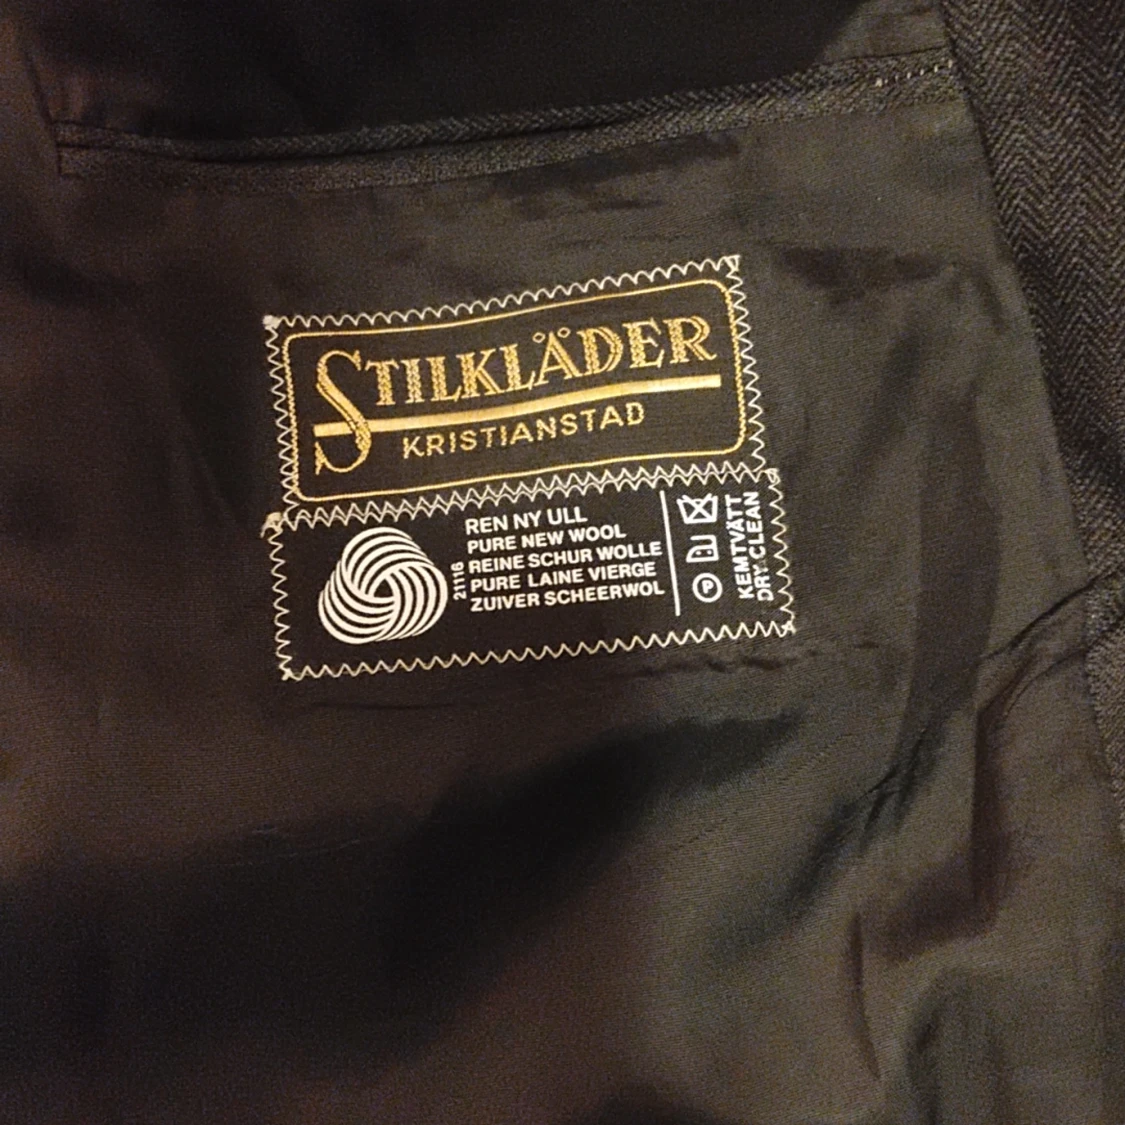 STILKLÄDER
KRISTIANSTAD
21116
REN NY ULL
PURE NEW WOOL
REINE SCHUR WOLLE
PURE LAINE VIERGE
ZUIVER SCHEERWOL
P
KEMTVÄTT
DRY CLEAN